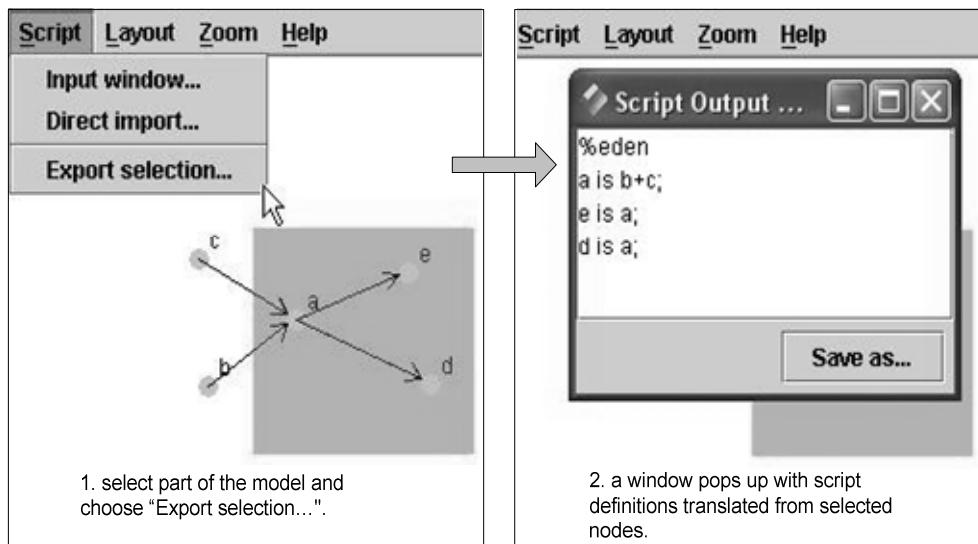 Script Layout Zoom Help
Input window...
Direct import...
Export selection...
c
e
a
b
d
1. select part of the model and
choose “Export selection…".
Script Layout Zoom Help
Script Output ...
%eden
a is b+c;
e is a;
d is a;
Save as...
2. a window pops up with script
definitions translated from selected
nodes.